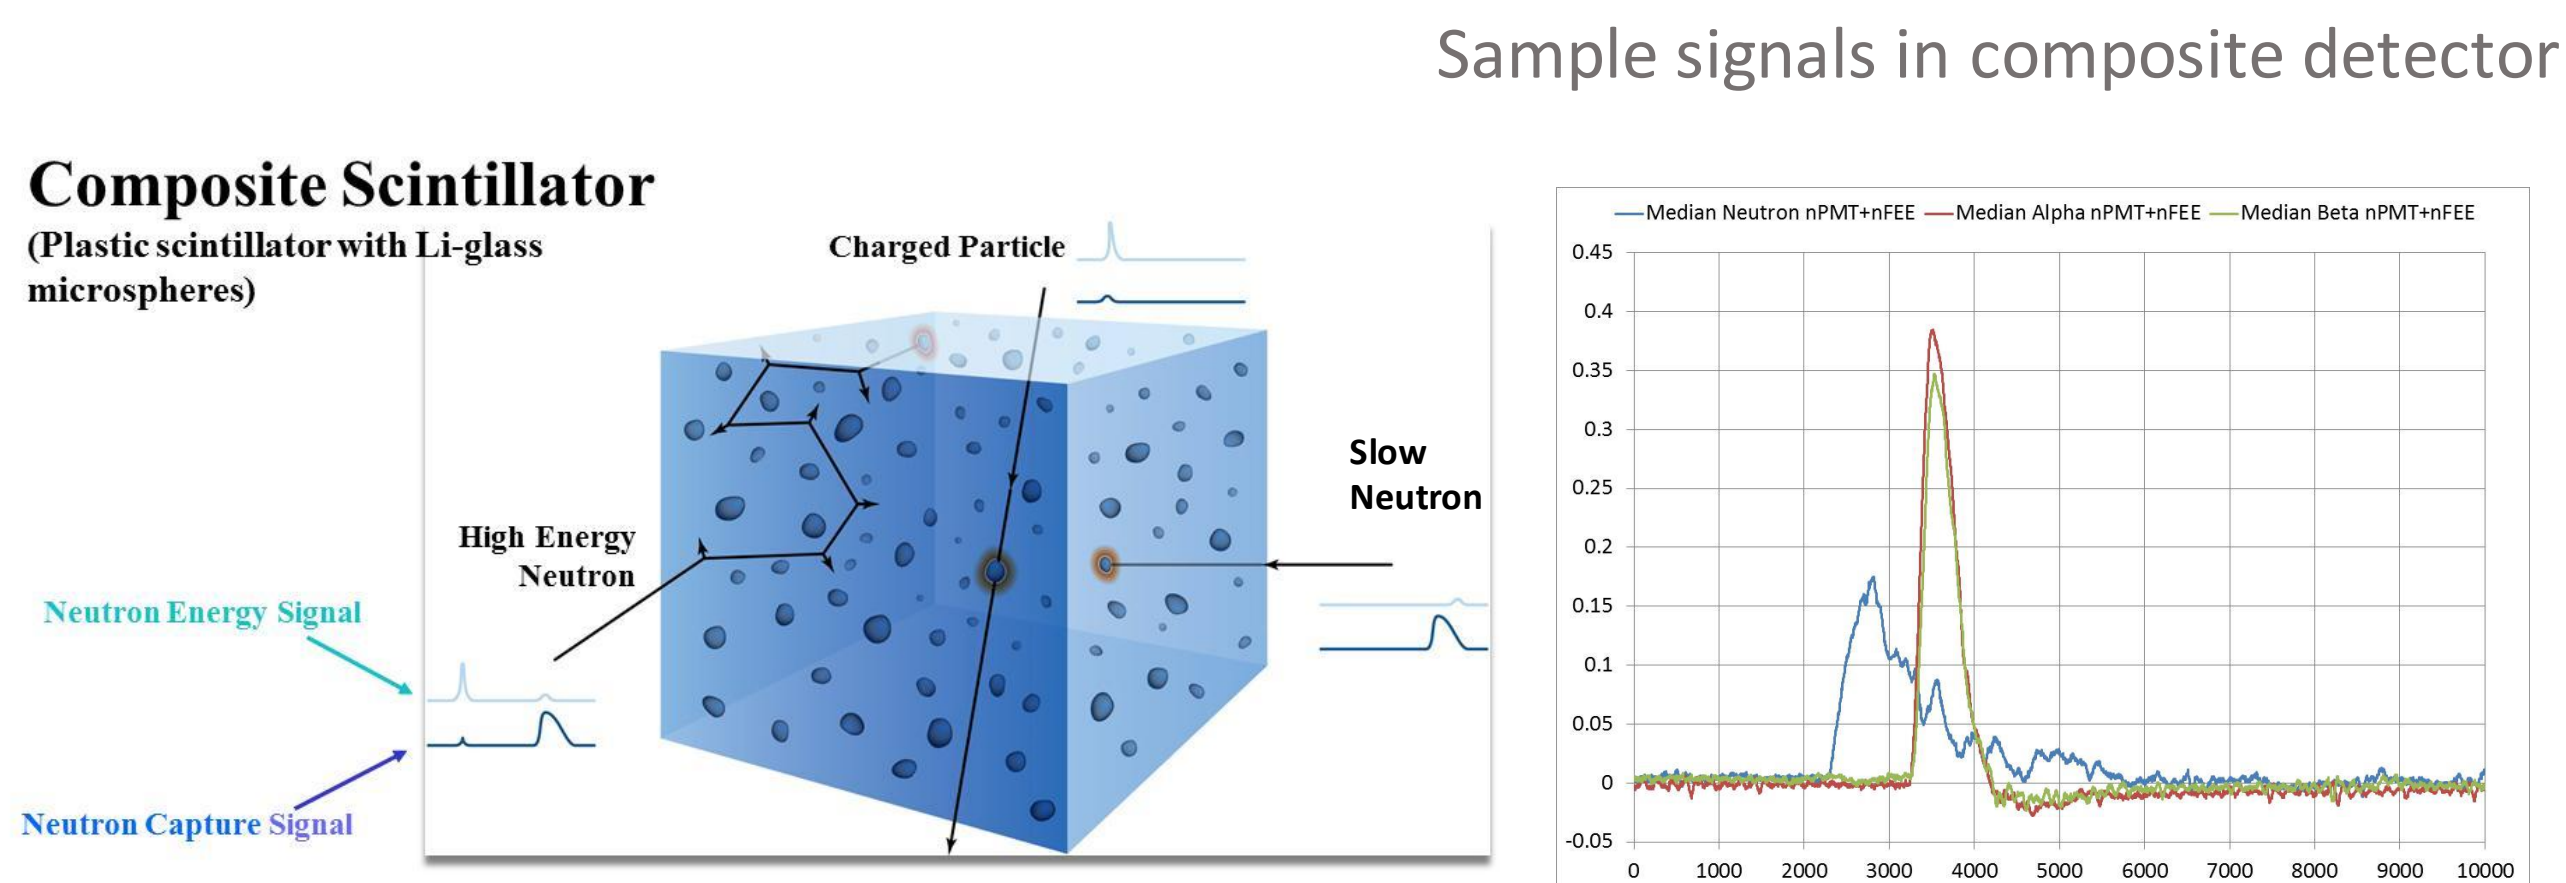 Sample signals in composite detector
Composite Scintillator
(Plastic scintillator with Li-glass
microspheres)
Charged Particle
Slow
Neutron
High Energy
Neutron
Neutron Energy Signal
Neutron Capture Signal
Median Neutron nPMT+nFEE Median Alpha nPMT+nFEE Median Beta nPMT+nFEE
0.45
0.4
0.35
0.3
0.25
0.2
0.15
0.1
0.05
0
-0.05
0 1000 2000 3000 4000 5000 6000 7000 8000 9000 10000